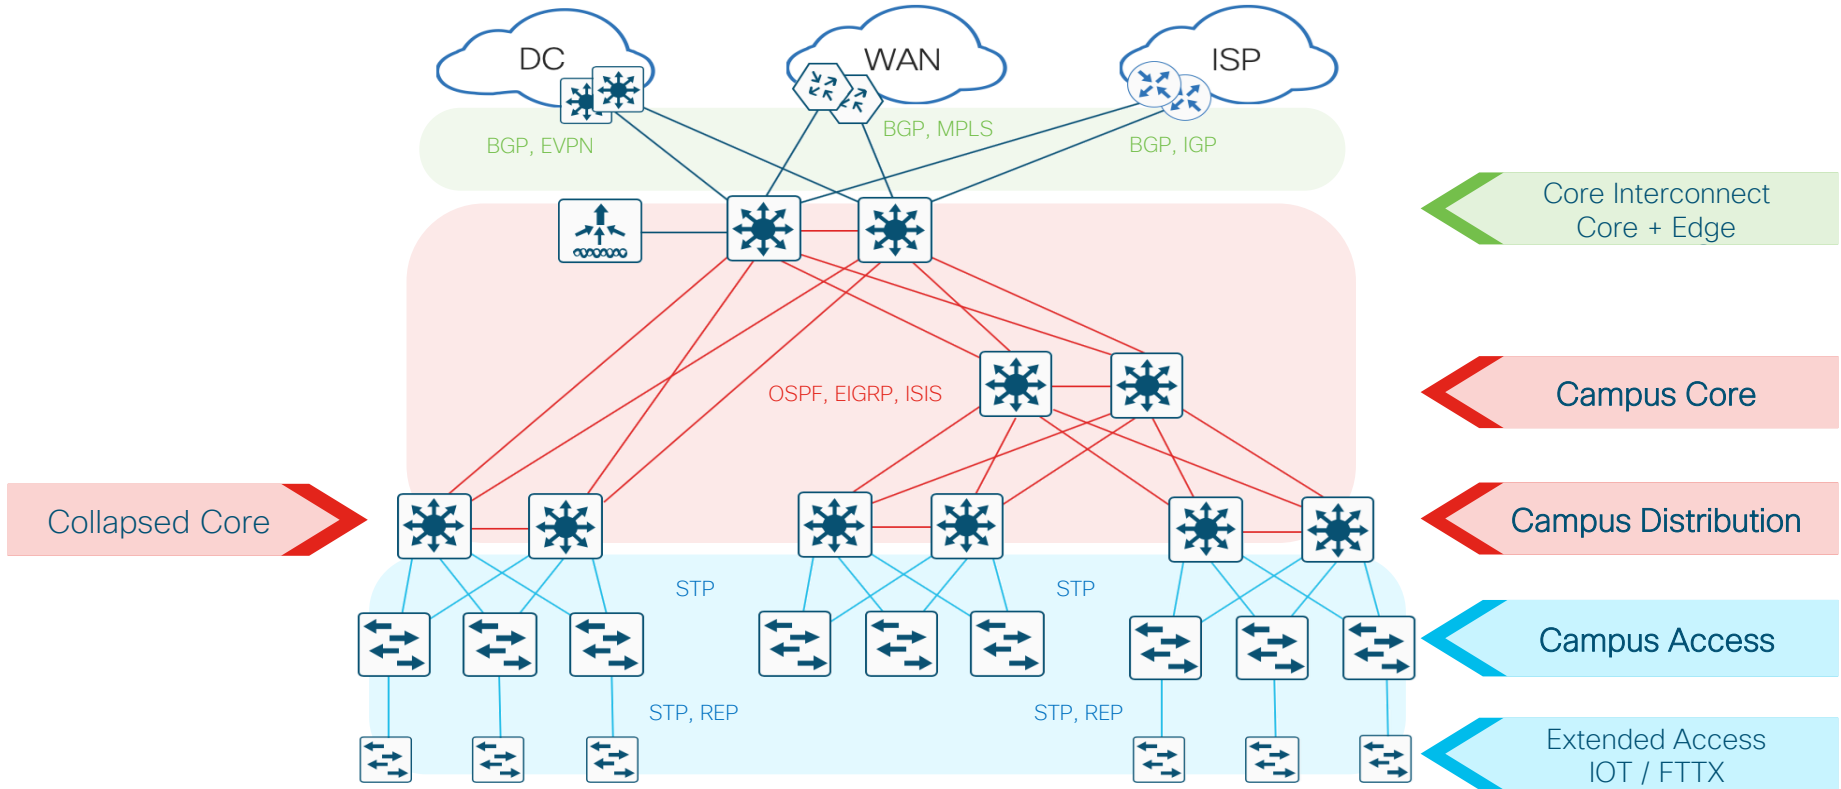 DC
WAN
ISP
BGP, EVPN
BGP, MPLS
BGP, IGP
Core Interconnect
Core + Edge
OSPF, EIGRP, ISIS
Campus Core
Collapsed Core
Campus Distribution
STP
STP
Campus Access
STP, REP
STP, REP
Extended Access
IOT / FTTX